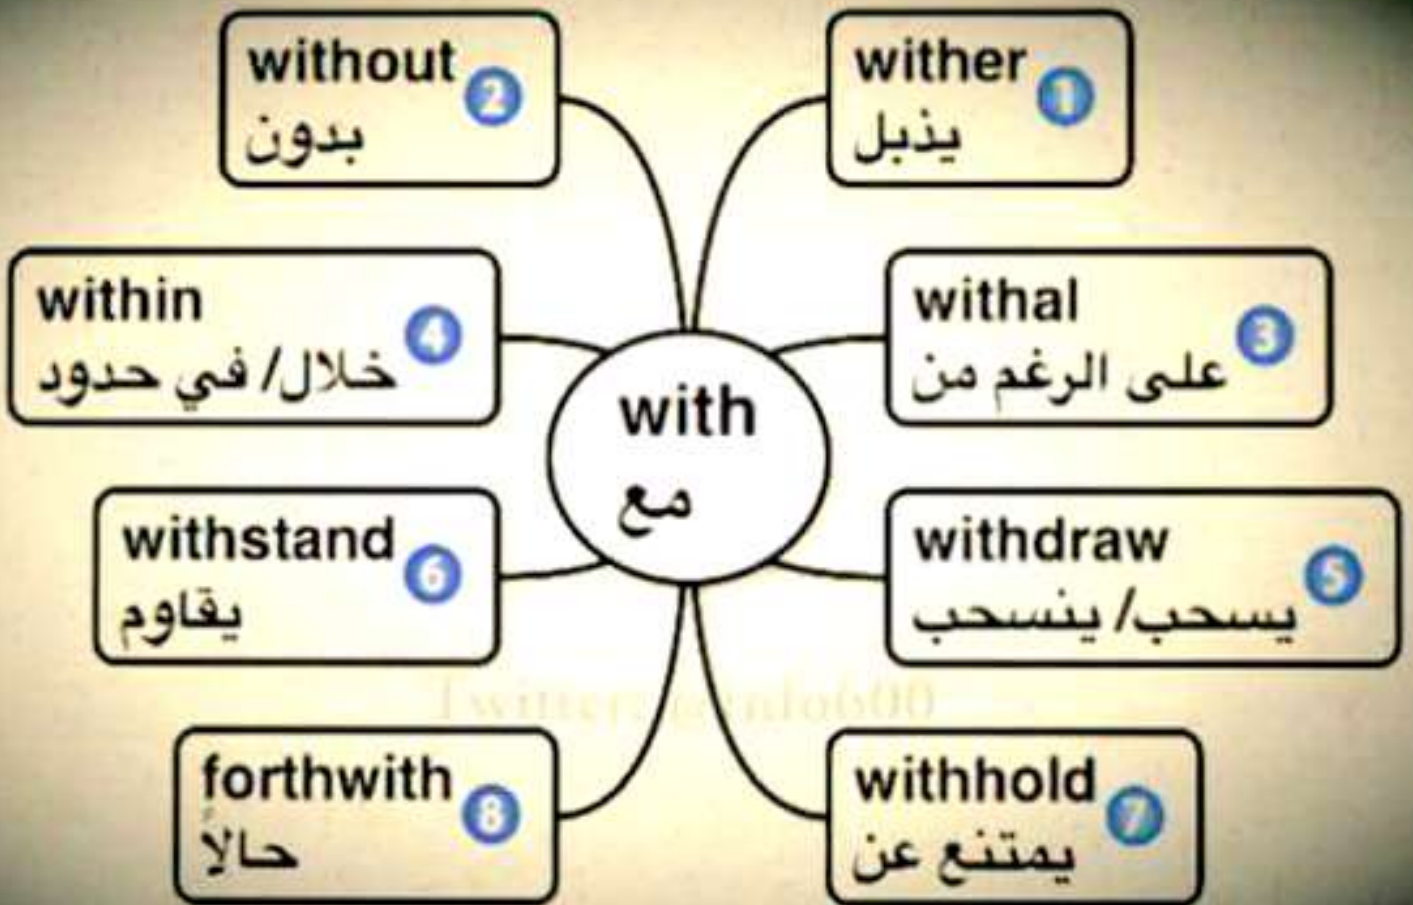 without
2
بدون
wither
1
يذبل
within
4
خلال/ في حدود
withal
3
على الرغم من
with
مع
withstand
6
يقاوم
withdraw
5
يسحب/ ينسحب
forthwith
8
حالاً
withhold
7
يمتنع عن